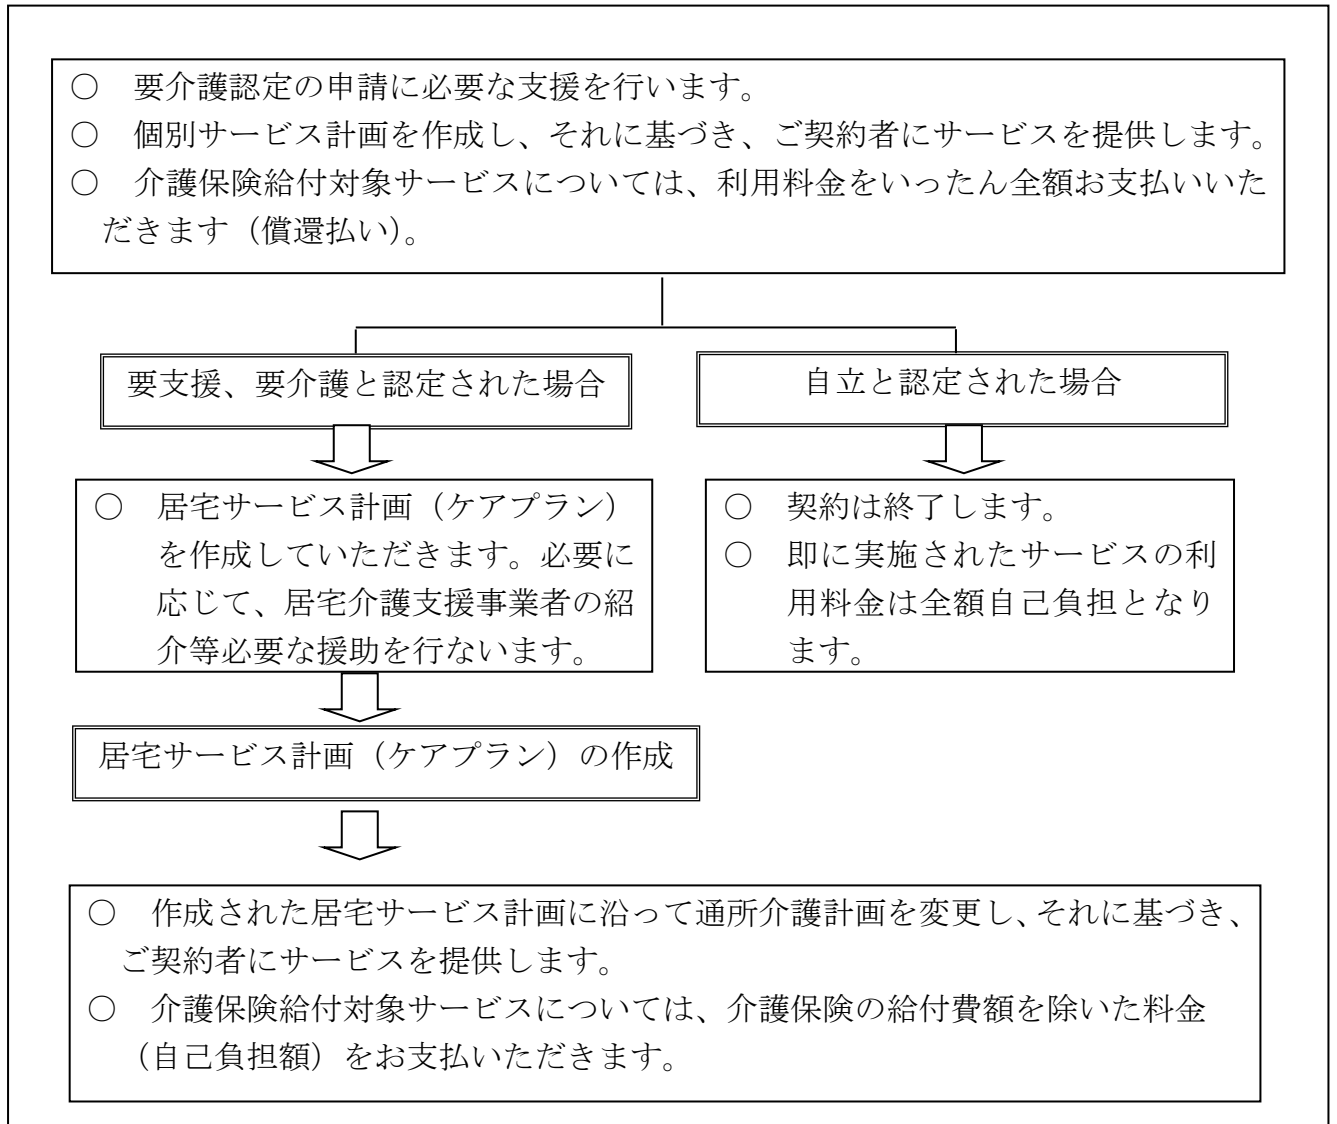 ○　要介護認定の申請に必要な支援を行います。
○　個別サービス計画を作成し、それに基づき、ご契約者にサービスを提供します。
○　介護保険給付対象サービスについては、利用料金をいったん全額お支払いいた
だきます（償還払い）。
要支援、要介護と認定された場合
自立と認定された場合
○　居宅サービス計画（ケアプラン）
を作成していただきます。必要に
応じて、居宅介護支援事業者の紹
介等必要な援助を行ないます。
○　契約は終了します。
○　即に実施されたサービスの利
用料金は全額自己負担となり
ます。
居宅サービス計画（ケアプラン）の作成
○　作成された居宅サービス計画に沿って通所介護計画を変更し、それに基づき、
ご契約者にサービスを提供します。
○　介護保険給付対象サービスについては、介護保険の給付費額を除いた料金
（自己負担額）をお支払いただきます。